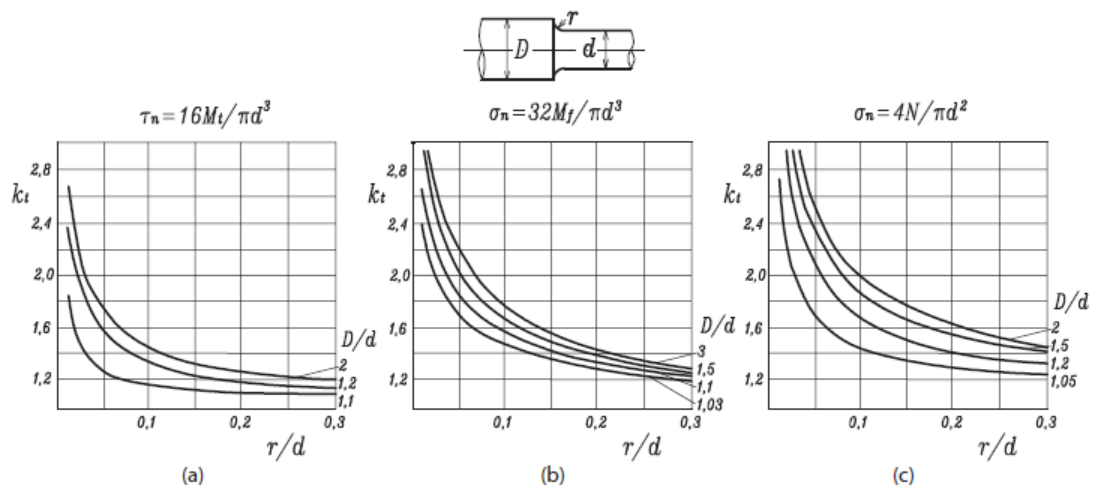 r
D
d
τn=16Mt/πd³
σn=32Mf/πd³
σn=4N/πd²
2,8
kt
2,4
2,0
1,6
1,2
D/d
2
1,2
1,1
0,1
0,2
0,3
r/d
(a)
2,8
kt
2,4
2,0
1,6
1,2
D/d
3
1,5
1,1
1,03
0,1
0,2
0,3
r/d
(b)
2,8
kt
2,4
2,0
1,6
1,2
D/d
2
1,5
1,2
1,05
0,1
0,2
0,3
r/d
(c)